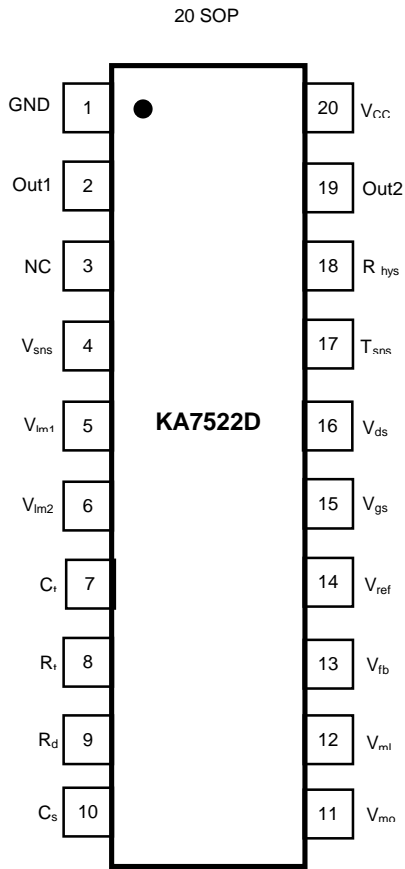 20 SOP
GND 1 20 VCC
Out1 2 19 Out2
NC 3 18 R hys
Vsns 4 17 Tsns
Vlm1 5 KA7522D 16 Vds
Vlm2 6 15 Vgs
Ct 7 14 Vref
Rt 8 13 Vfb
Rd 9 12 Vml
Cs 10 11 Vmo